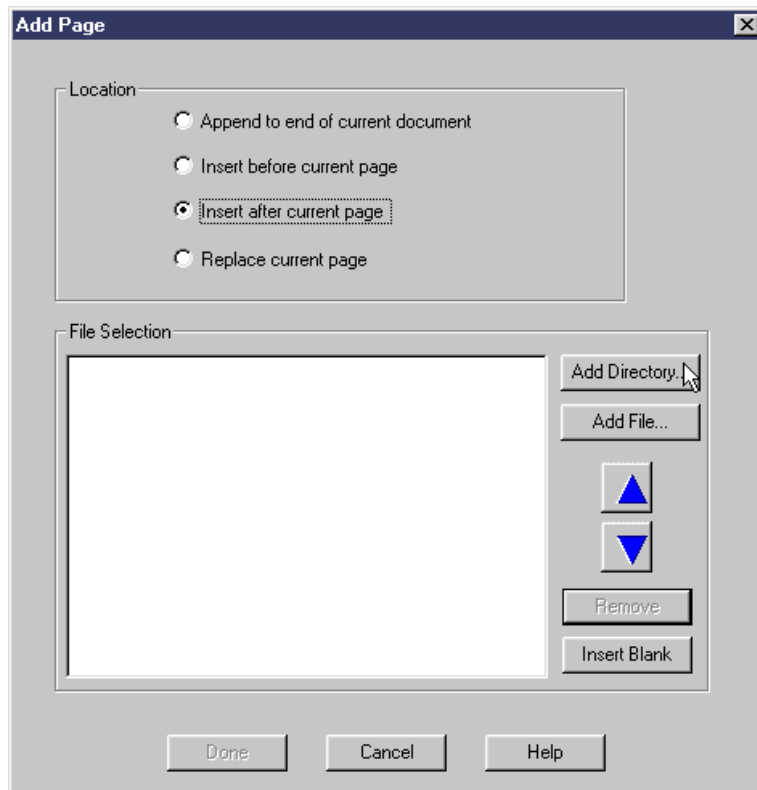 Add Page
Location
Append to end of current document
Insert before current page
Insert after current page
Replace current page
File Selection
Add Directory...
Add File...
Remove
Insert Blank
Done
Cancel
Help